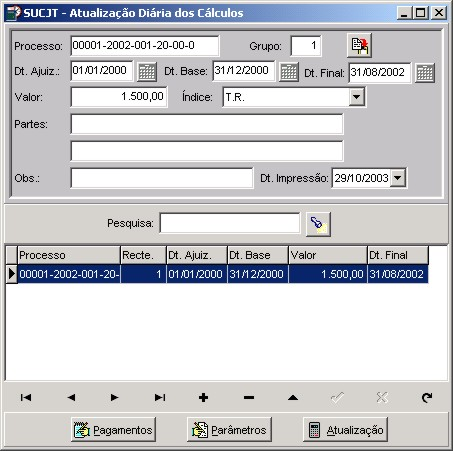 SUCJT - Atualização Diária dos Cálculos
Processo: 00001-2002-001-20-00-0 Grupo: 1
Dt. Ajuiz.: 01/01/2000 Dt. Base: 31/12/2000 Dt. Final: 31/08/2002
Valor: 1.500,00 Índice: T.R.
Partes:
Obs.: Dt. Impressão: 29/10/2003
Pesquisa:
Processo Recte. Dt. Ajuiz. Dt. Base Valor Dt. Final
00001-2002-001-20- 1 01/01/2000 31/12/2000 1.500,00 31/08/2002
Pagamentos Parâmetros Atualização